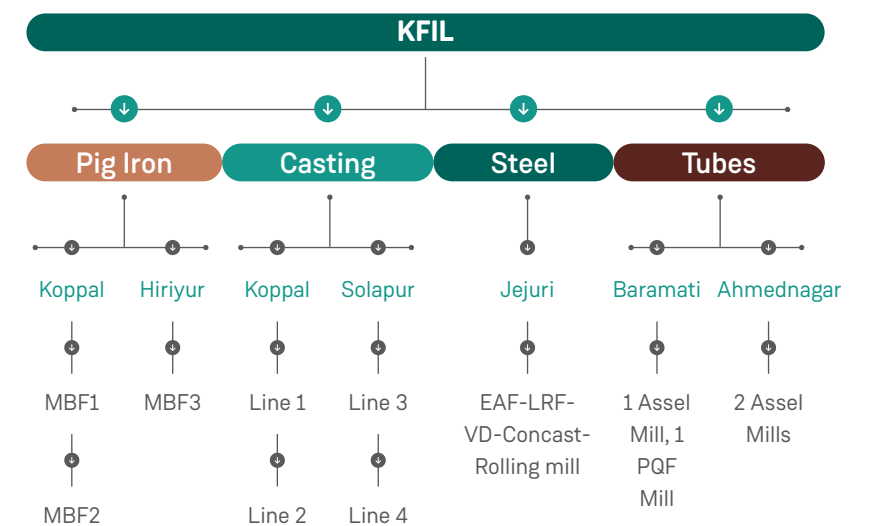 KFIL
Pig Iron
Casting
Steel
Tubes
Koppal
Hiriyur
Koppal
Solapur
Jejuri
Baramati
Ahmednagar
MBF1
MBF3
Line 1
Line 3
EAF-LRF-
VD-Concast-
Rolling mill
1 Assel
Mill, 1
PQF
Mill
2 Assel
Mills
MBF2
Line 2
Line 4